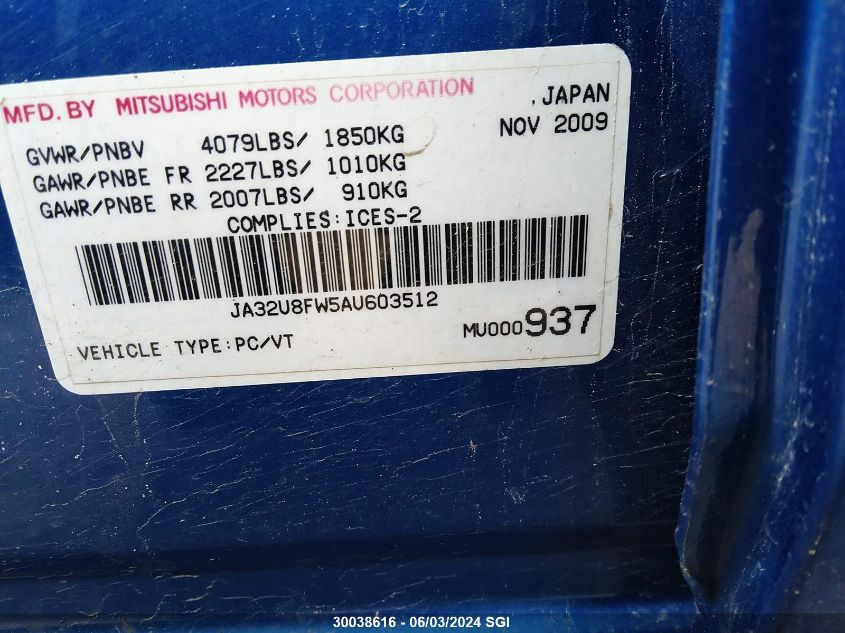 MFD. BY MITSUBISHI MOTORS CORPORATION ,JAPAN
NOV 2009
GVWR/PNBV 4079LBS/ 1850KG
GAWR/PNBE FR 2227LBS/ 1010KG
GAWR/PNBE RR 2007LBS/ 910KG
COMPLIES:ICES-2
JA32U8FW5AU603512
VEHICLE TYPE:PC/VT MU000937
30038616 - 06/03/2024 SGI